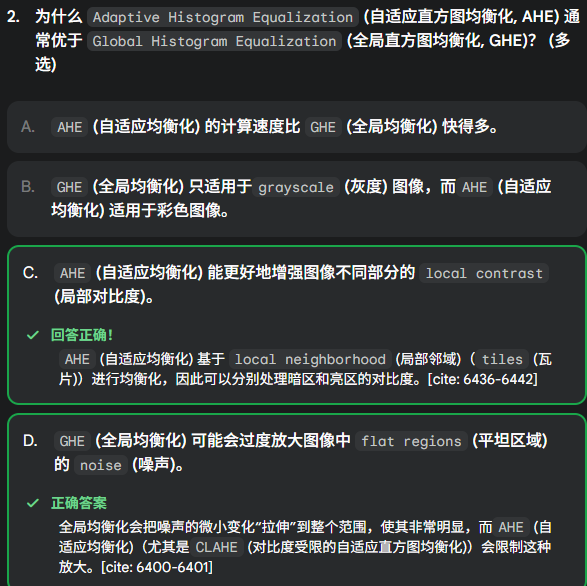 2. 为什么 Adaptive Histogram Equalization (自适应直方图均衡化, AHE) 通
常优于 Global Histogram Equalization (全局直方图均衡化, GHE)? (多
选)
A. AHE (自适应均衡化) 的计算速度比 GHE (全局均衡化) 快得多。
B. GHE (全局均衡化) 只适用于 grayscale (灰度) 图像，而 AHE (自适应
均衡化) 适用于彩色图像。
C. AHE (自适应均衡化) 能更好地增强图像不同部分的 local contrast
(局部对比度)。
回答正确！
AHE (自适应均衡化) 基于 local neighborhood (局部邻域)（ tiles (瓦
片)）进行均衡化，因此可以分别处理暗区和亮区的对比度。[cite: 6436-6442]
D. GHE (全局均衡化) 可能会过度放大图像中 flat regions (平坦区域)
的 noise (噪声)。
正确答案
全局均衡化会把噪声的微小变化“拉伸”到整个范围，使其非常明显，而 AHE (自
适应均衡化)（尤其是 CLAHE (对比度受限的自适应直方图均衡化)）会限制这种
放大。[cite: 6400-6401]